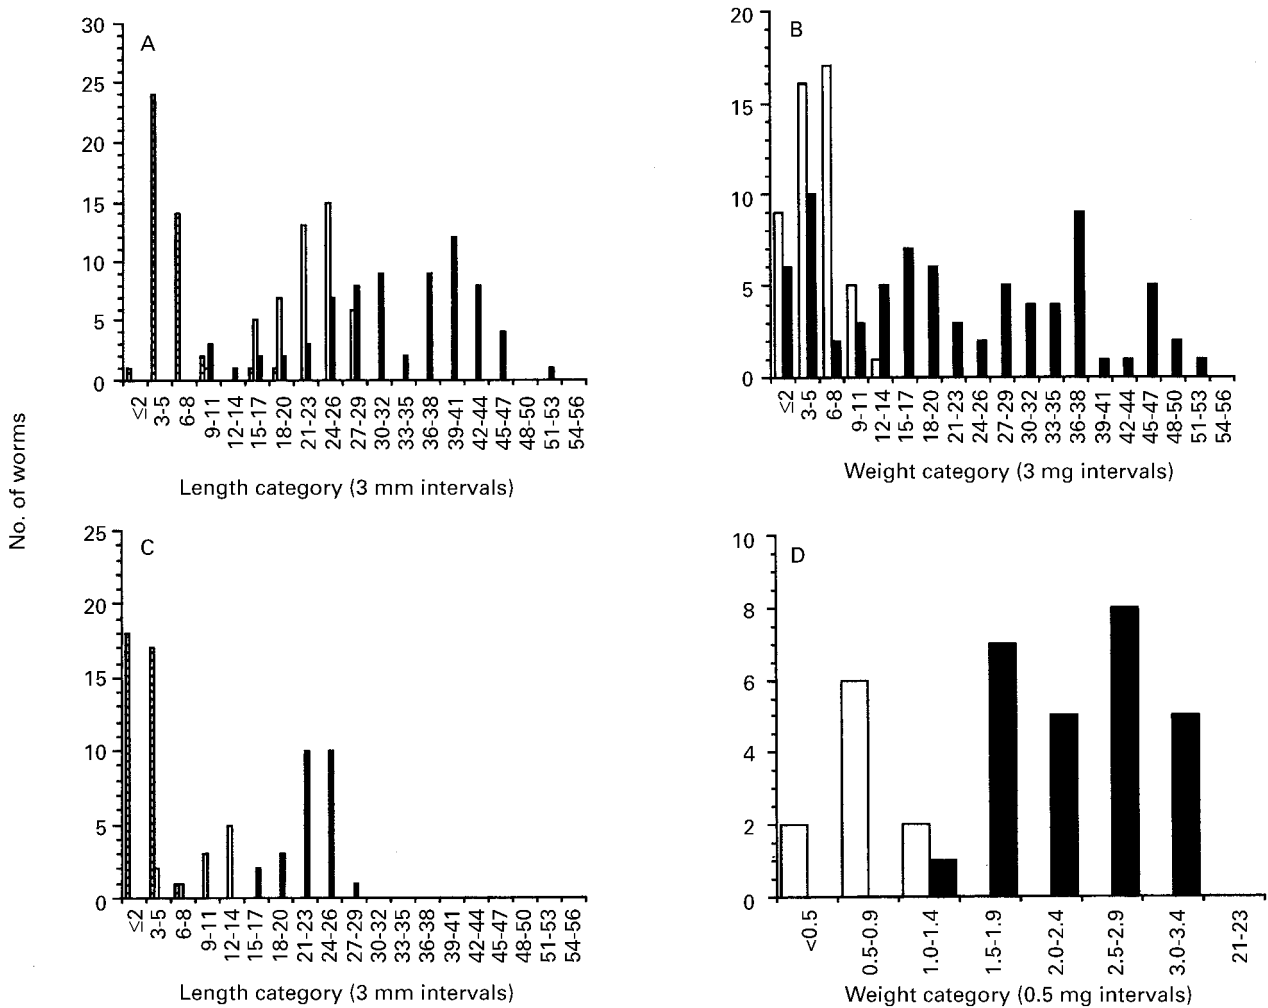 No. of worms
A
30
25
20
15
10
5
0
≤2 3-5 6-8 9-11 12-14 15-17 18-20 21-23 24-26 27-29 30-32 33-35 36-38 39-41 42-44 45-47 48-50 51-53 54-56
Length category (3 mm intervals)
B
20
15
10
5
0
≤2 3-5 6-8 9-11 12-14 15-17 18-20 21-23 24-26 27-29 30-32 33-35 36-38 39-41 42-44 45-47 48-50 51-53 54-56
Weight category (3 mg intervals)
C
25
20
15
10
5
0
≤2 3-5 6-8 9-11 12-14 15-17 18-20 21-23 24-26 27-29 30-32 33-35 36-38 39-41 42-44 45-47 48-50 51-53 54-56
Length category (3 mm intervals)
D
10
8
6
4
2
0
<0.5 0.5-0.9 1.0-1.4 1.5-1.9 2.0-2.4 2.5-2.9 3.0-3.4 21-23
Weight category (0.5 mg intervals)